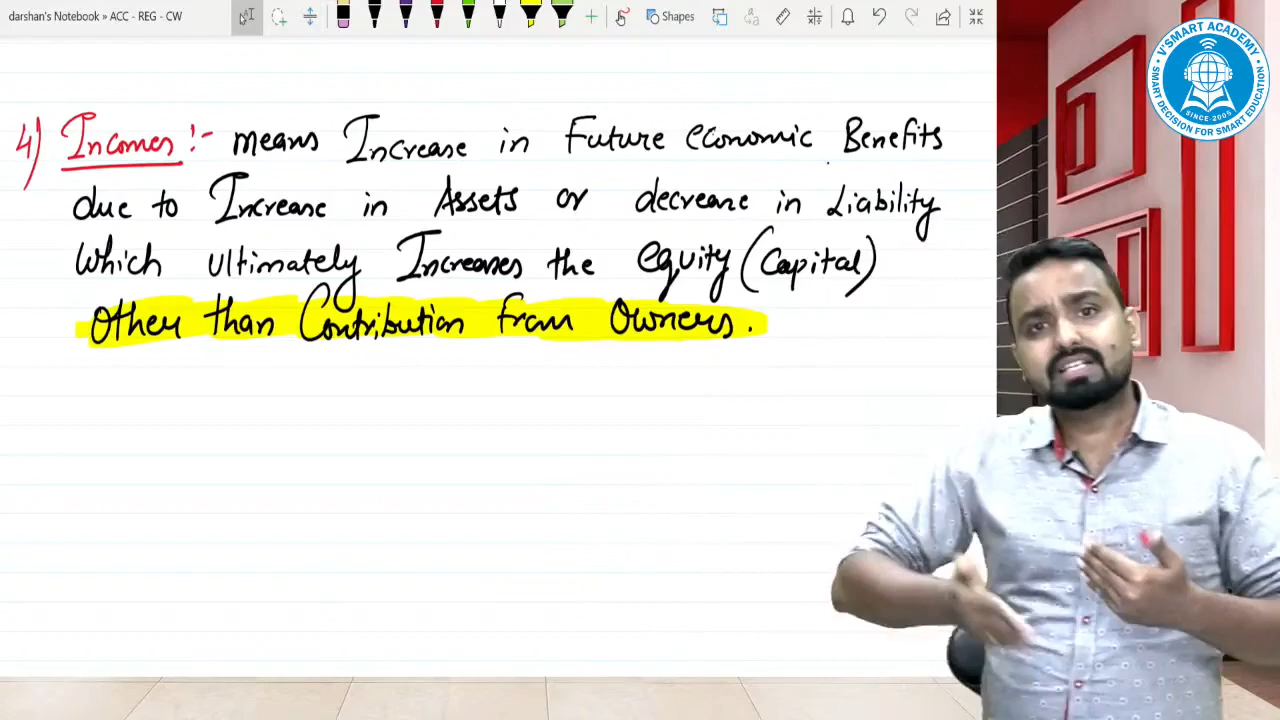 darshan's Notebook » ACC - REG - CW
Shapes
V'SMART ACADEMY
SINCE-2005
SMART DECISION FOR SMART EDUCATION
4) Incomes :- means Increase in Future economic Benefits
due to Increase in Assets or decrease in Liability
Which ultimately Increases the equity (Capital)
Other than Contribution from Owners.